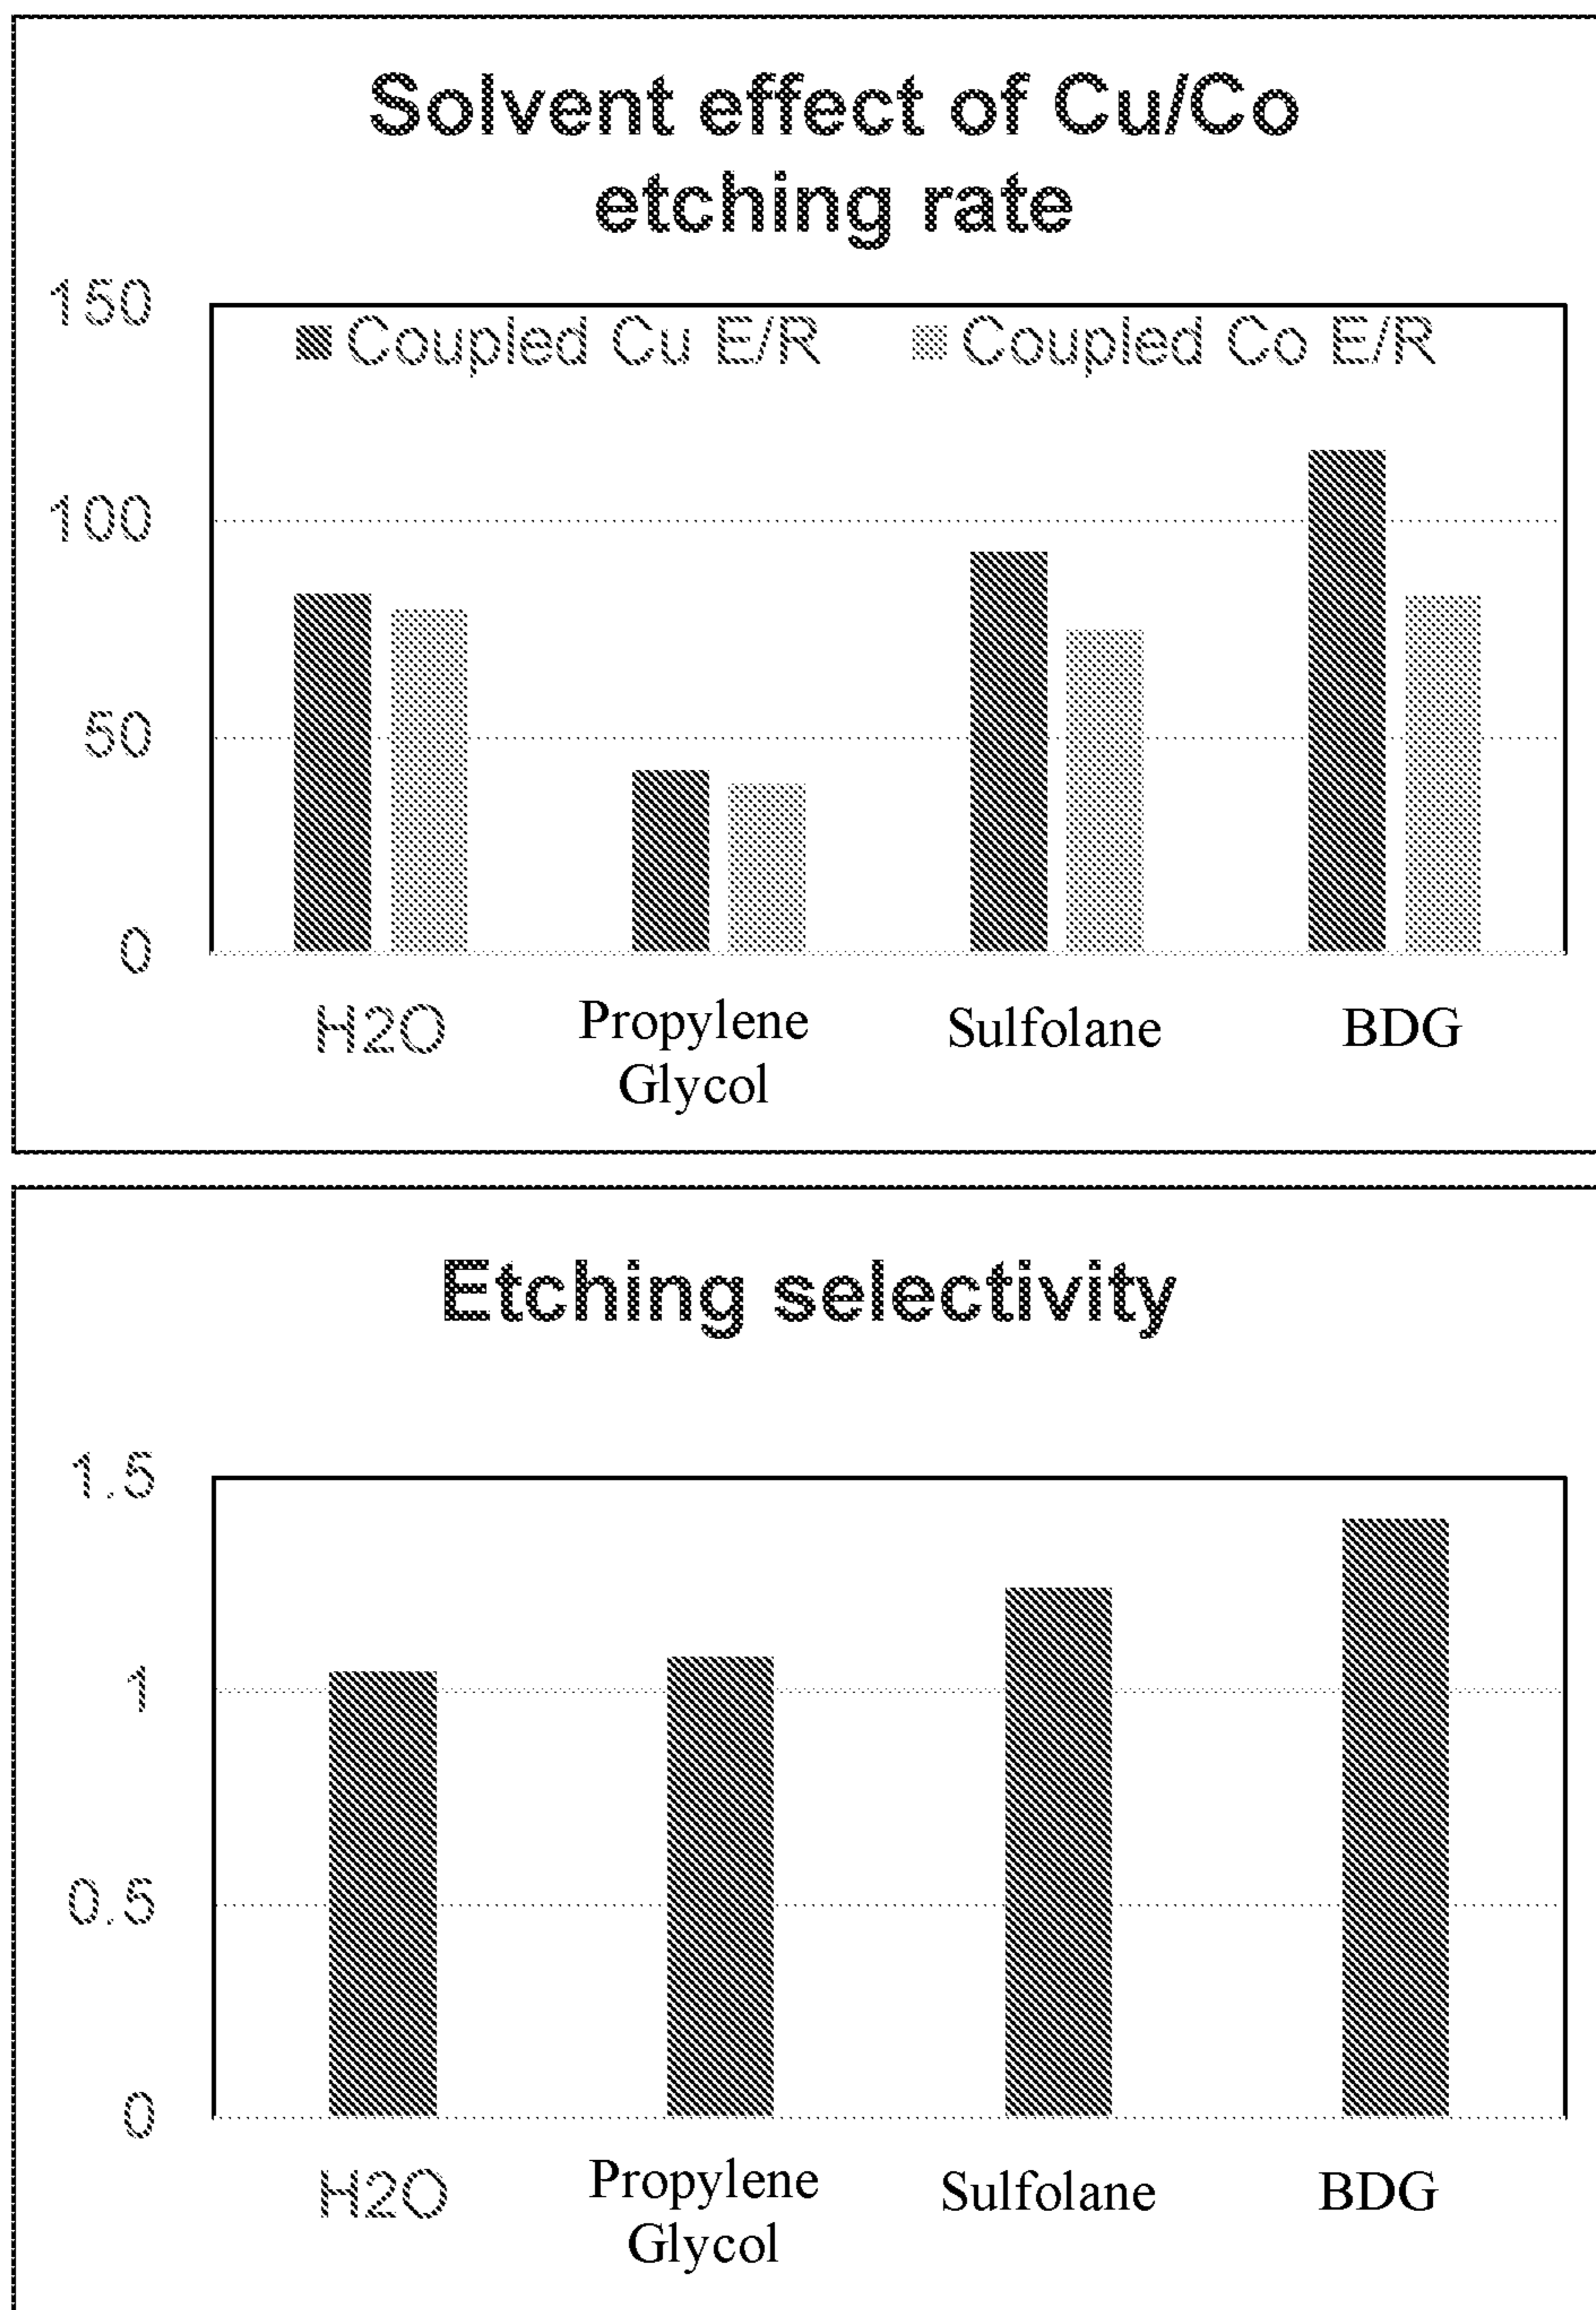 Solvent effect of Cu/Co
etching rate
150
Coupled Cu E/R Coupled Co E/R
100
50
0
H2O Propylene Sulfolane BDG
Glycol
Etching selectivity
1.5
1
0.5
0
H2O Propylene Sulfolane BDG
Glycol